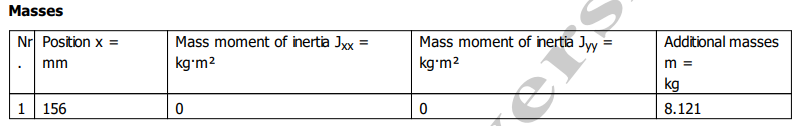 Masses
Nr Position x = Mass moment of inertia Jxx = Mass moment of inertia Jyy = Additional masses
. mm kg·m² kg·m² m =
kg
1 156 0 0 8.121